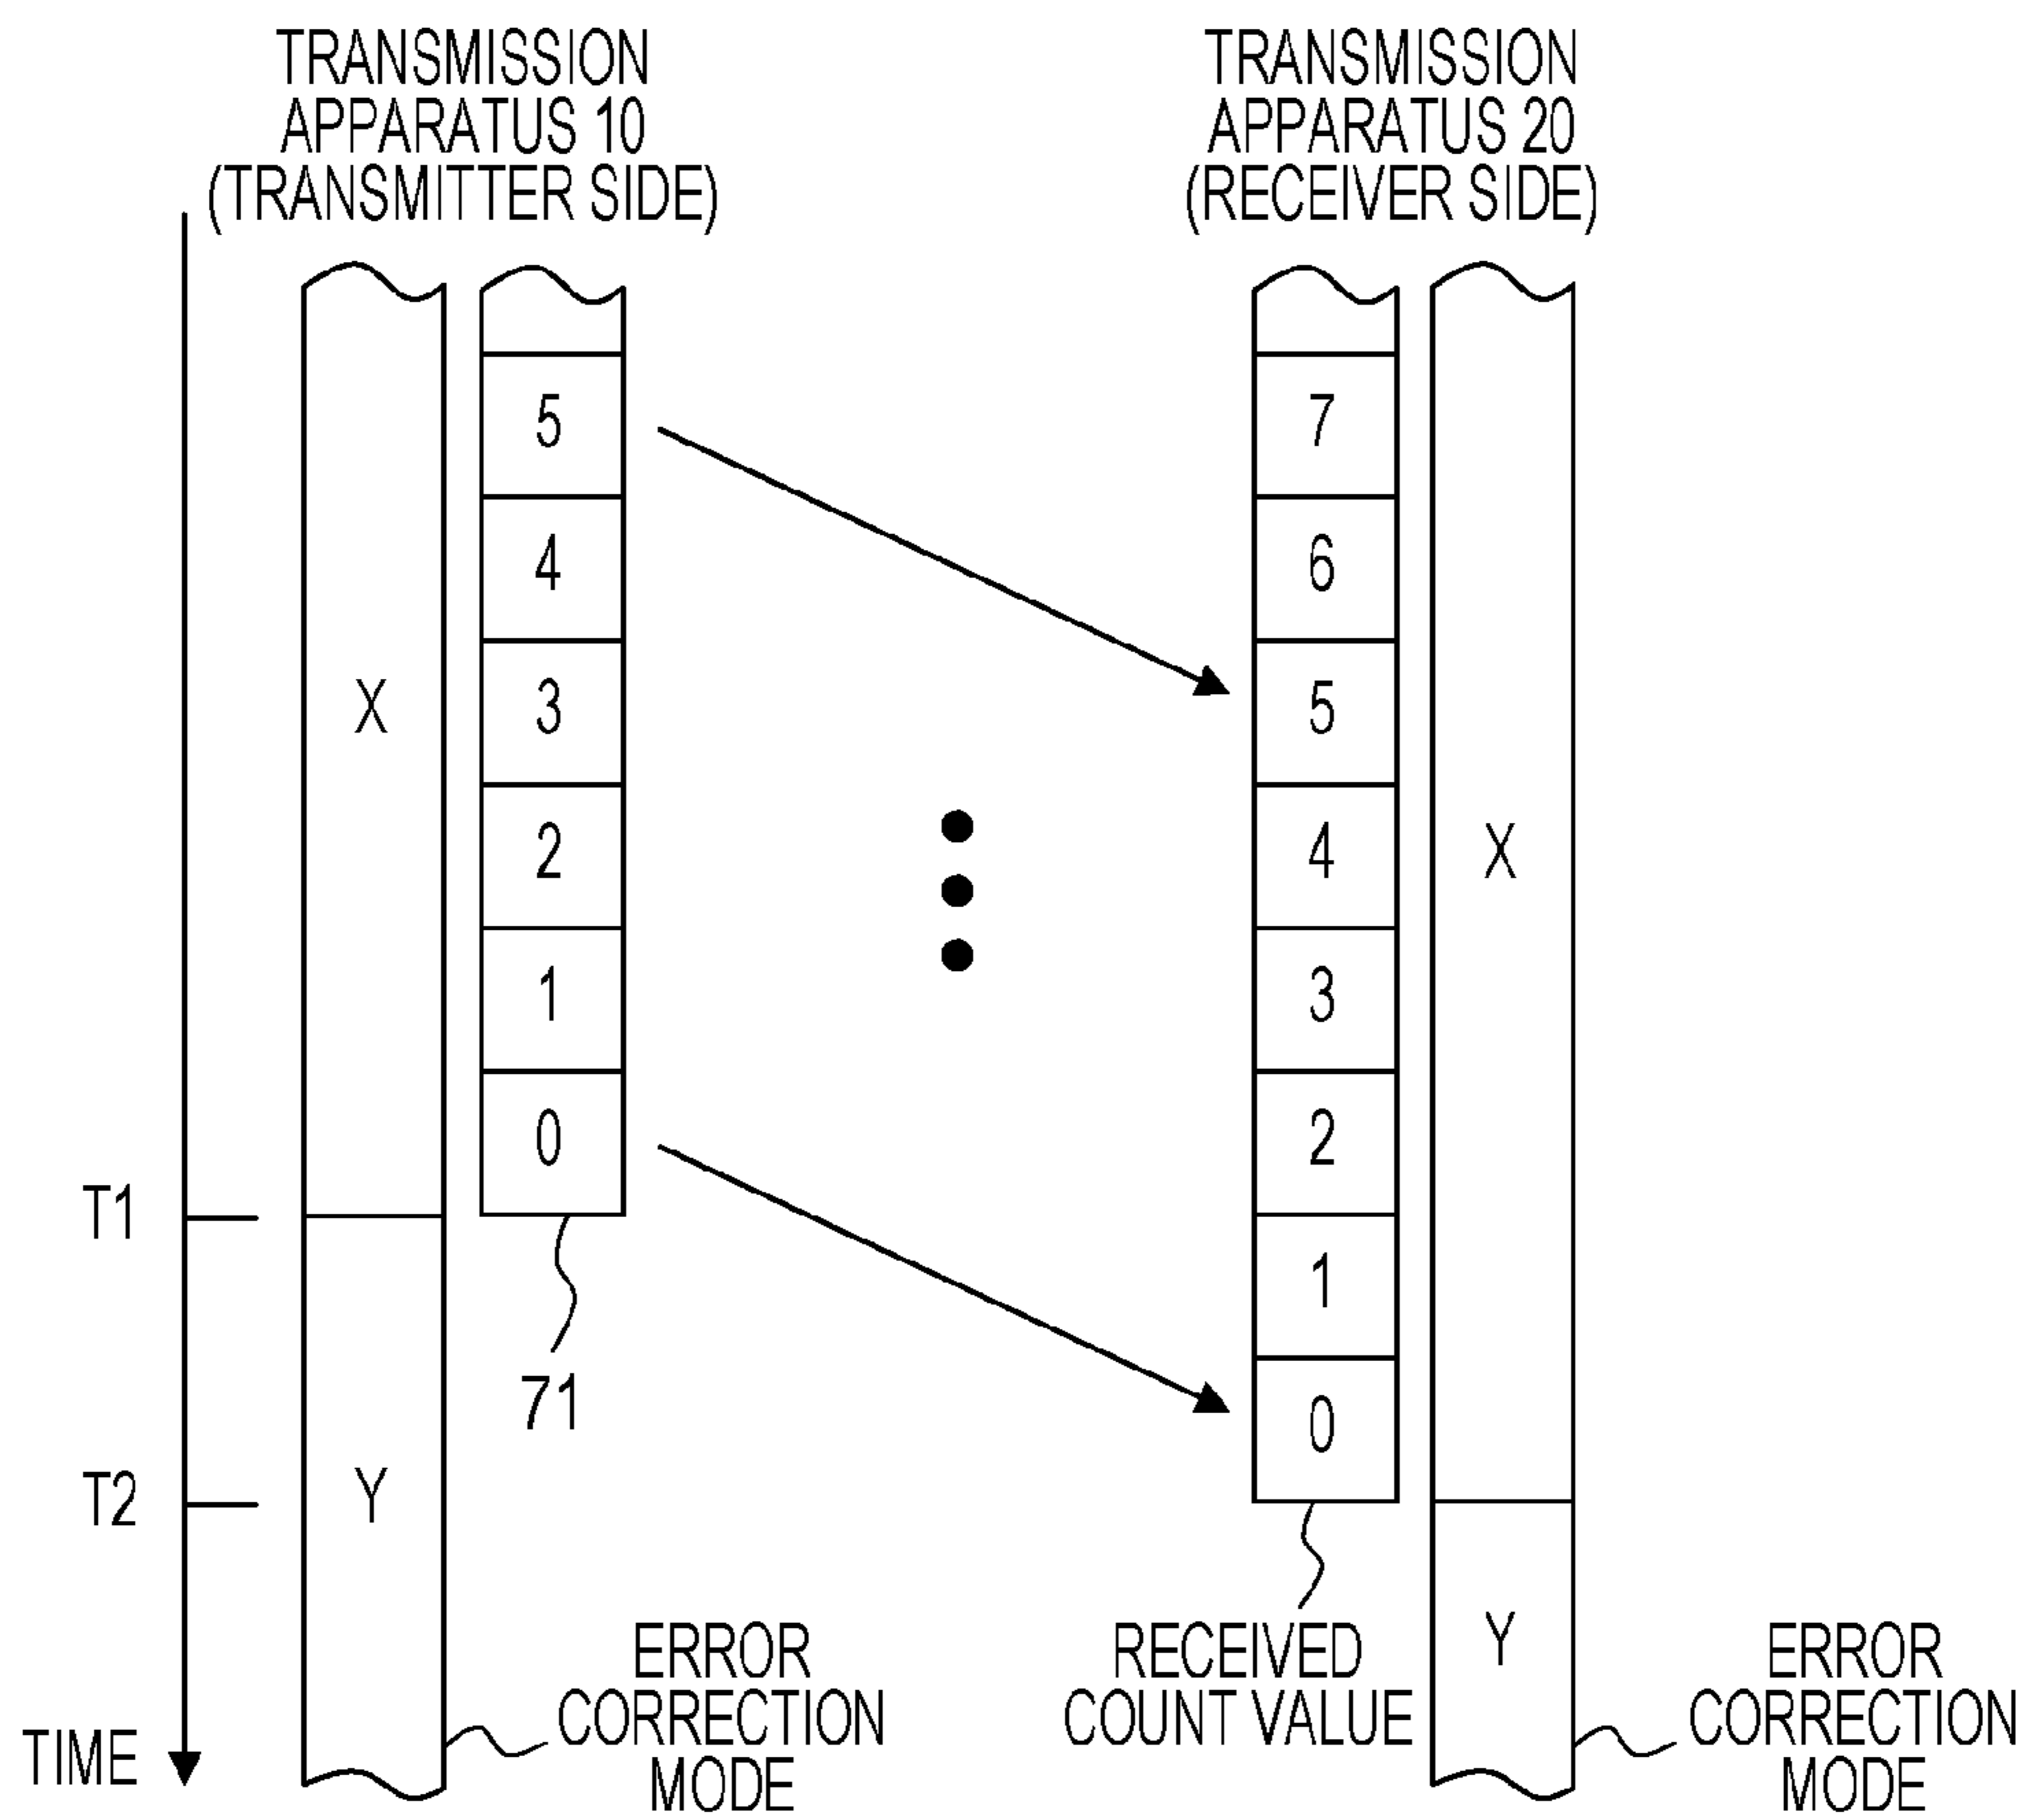 TRANSMISSION
APPARATUS 10
(TRANSMITTER SIDE)
TRANSMISSION
APPARATUS 20
(RECEIVER SIDE)
5
7
4
6
X
3
5
2
4
X
1
3
0
2
T1
1
71
0
T2
Y
Y
ERROR
CORRECTION
MODE
RECEIVED
COUNT VALUE
ERROR
CORRECTION
MODE
TIME